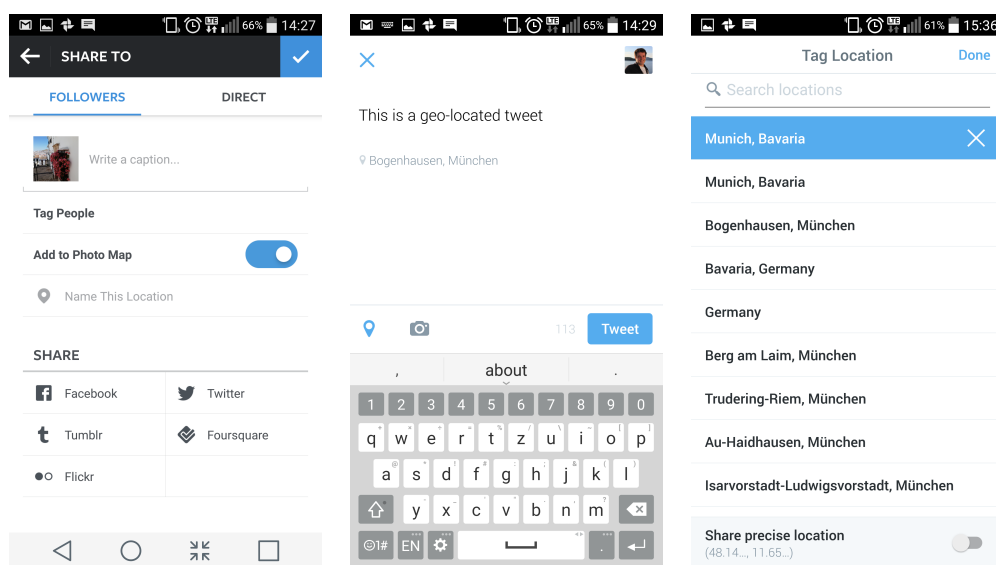 66% 14:27
SHARE TO
FOLLOWERS DIRECT
Write a caption...
Tag People
Add to Photo Map
Name This Location
SHARE
Facebook Twitter
Tumblr Foursquare
Flickr
LTE 65% 14:29
This is a geo-located tweet
Bogenhausen, München
113 Tweet
, about .
1 2 3 4 5 6 7 8 9 0
q w e r t z u i o p
a s d f g h j k l
y x c v b n m
☺1# EN .
LTE 61% 15:36
Tag Location Done
Search locations
Munich, Bavaria
Munich, Bavaria
Bogenhausen, München
Bavaria, Germany
Germany
Berg am Laim, München
Trudering-Riem, München
Au-Haidhausen, München
Isarvorstadt-Ludwigsvorstadt, München
Share precise location
(48.14..., 11.65...)